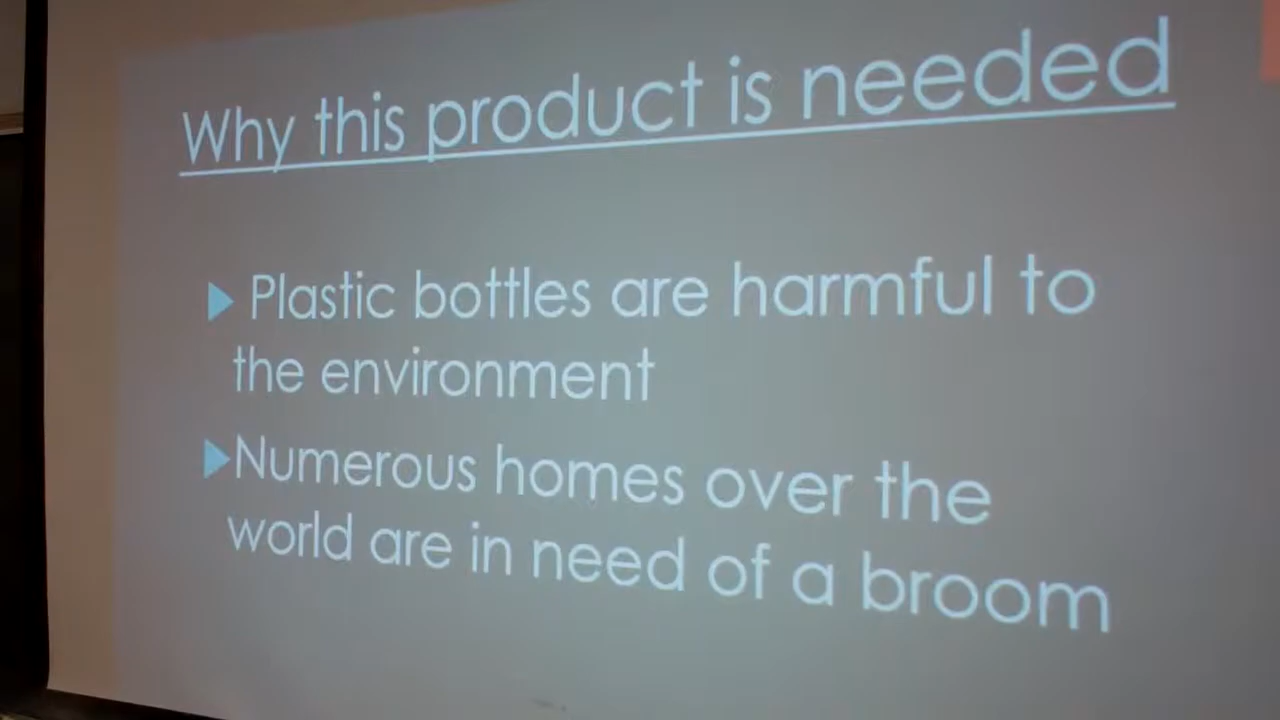 Why this product is needed
Plastic bottles are harmful to
the environment
Numerous homes over the
world are in need of a broom